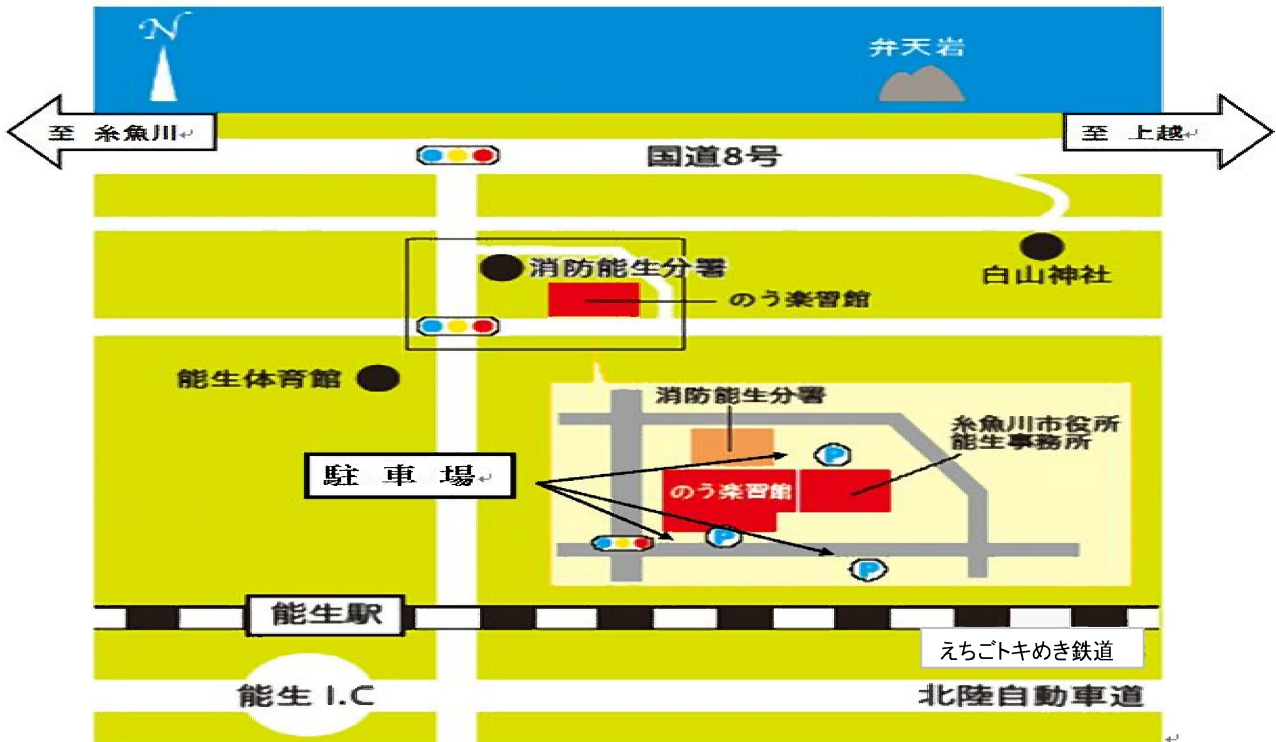 N
弁天岩
至 糸魚川
至 上越
国道8号
消防能生分署
白山神社
のう楽習館
能生体育館
消防能生分署
糸魚川市役所
能生事務所
P
駐車場
のう楽習館
P
P
能生駅
えちごトキめき鉄道
能生 I.C
北陸自動車道